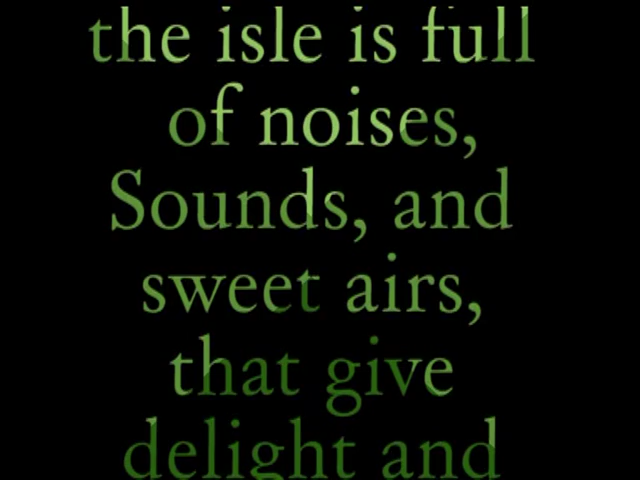 the isle is full
of noises,
Sounds, and
sweet airs,
that give
delight and